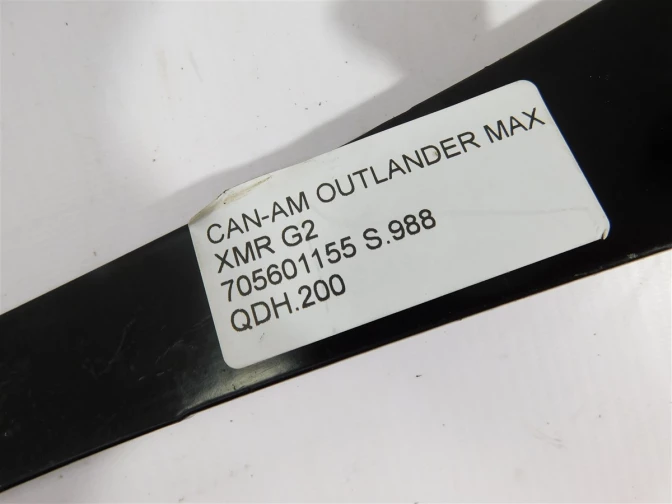 CAN-AM OUTLANDER MAX
XMR G2
705601155 S.988
QDH.200